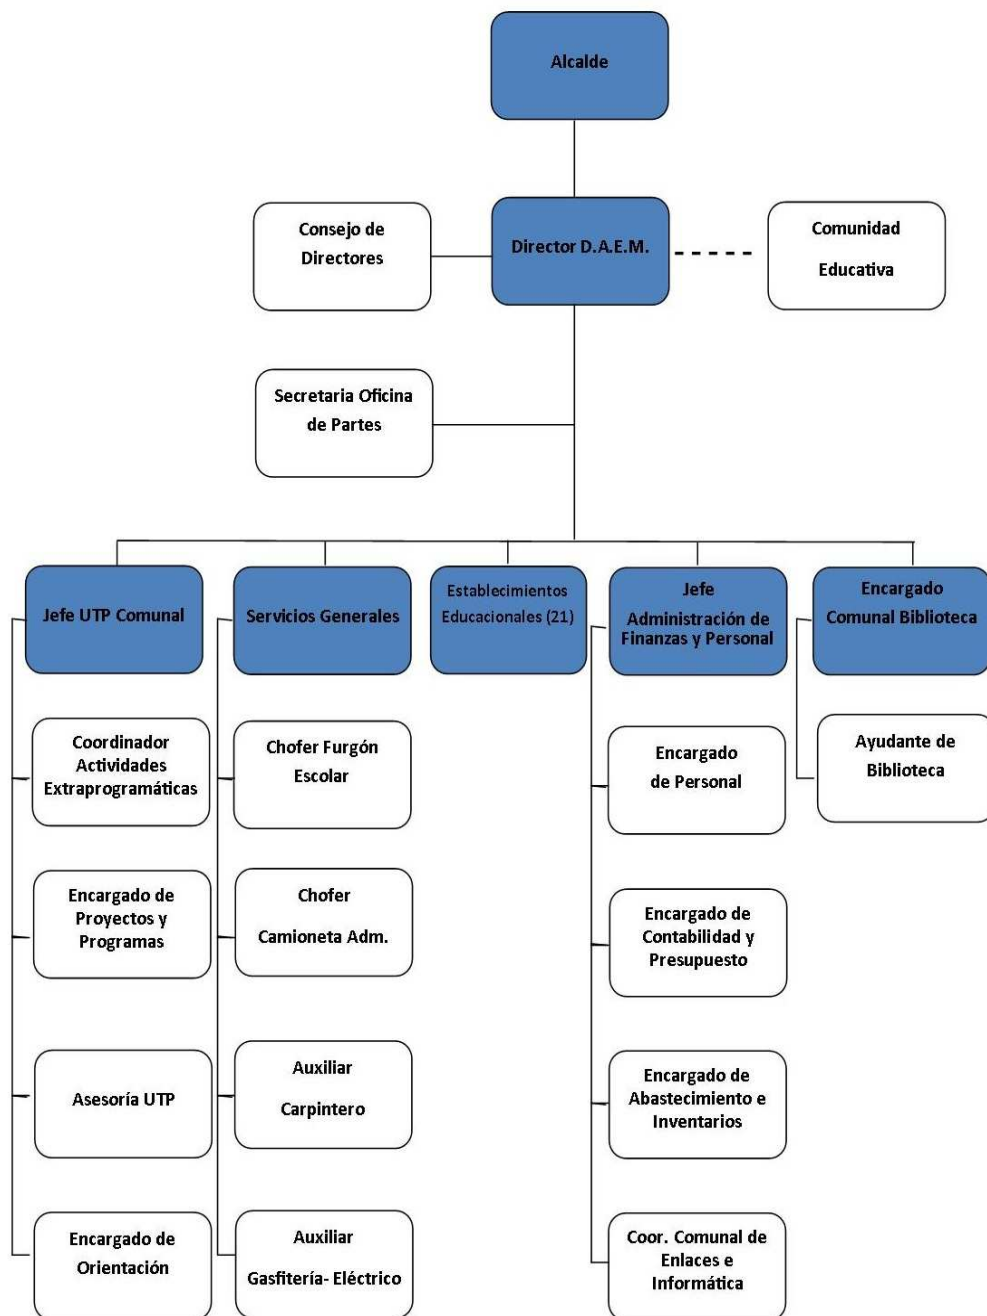 Alcalde
Consejo de
Directores
Director D.A.E.M.
Comunidad
Educativa
Secretaria Oficina
de Partes
Jefe UTP Comunal
Servicios Generales
Establecimientos
Educacionales (21)
Jefe
Administración de
Finanzas y Personal
Encargado
Comunal Biblioteca
Coordinador
Actividades
Extraprogramáticas
Encargado de
Proyectos y
Programas
Asesoría UTP
Encargado de
Orientación
Chofer Furgón
Escolar
Chofer
Camioneta Adm.
Auxiliar
Carpintero
Auxiliar
Gasfitería- Eléctrico
Encargado
de Personal
Encargado de
Contabilidad y
Presupuesto
Encargado de
Abastecimiento e
Inventarios
Coor. Comunal de
Enlaces e
Informática
Ayudante de
Biblioteca